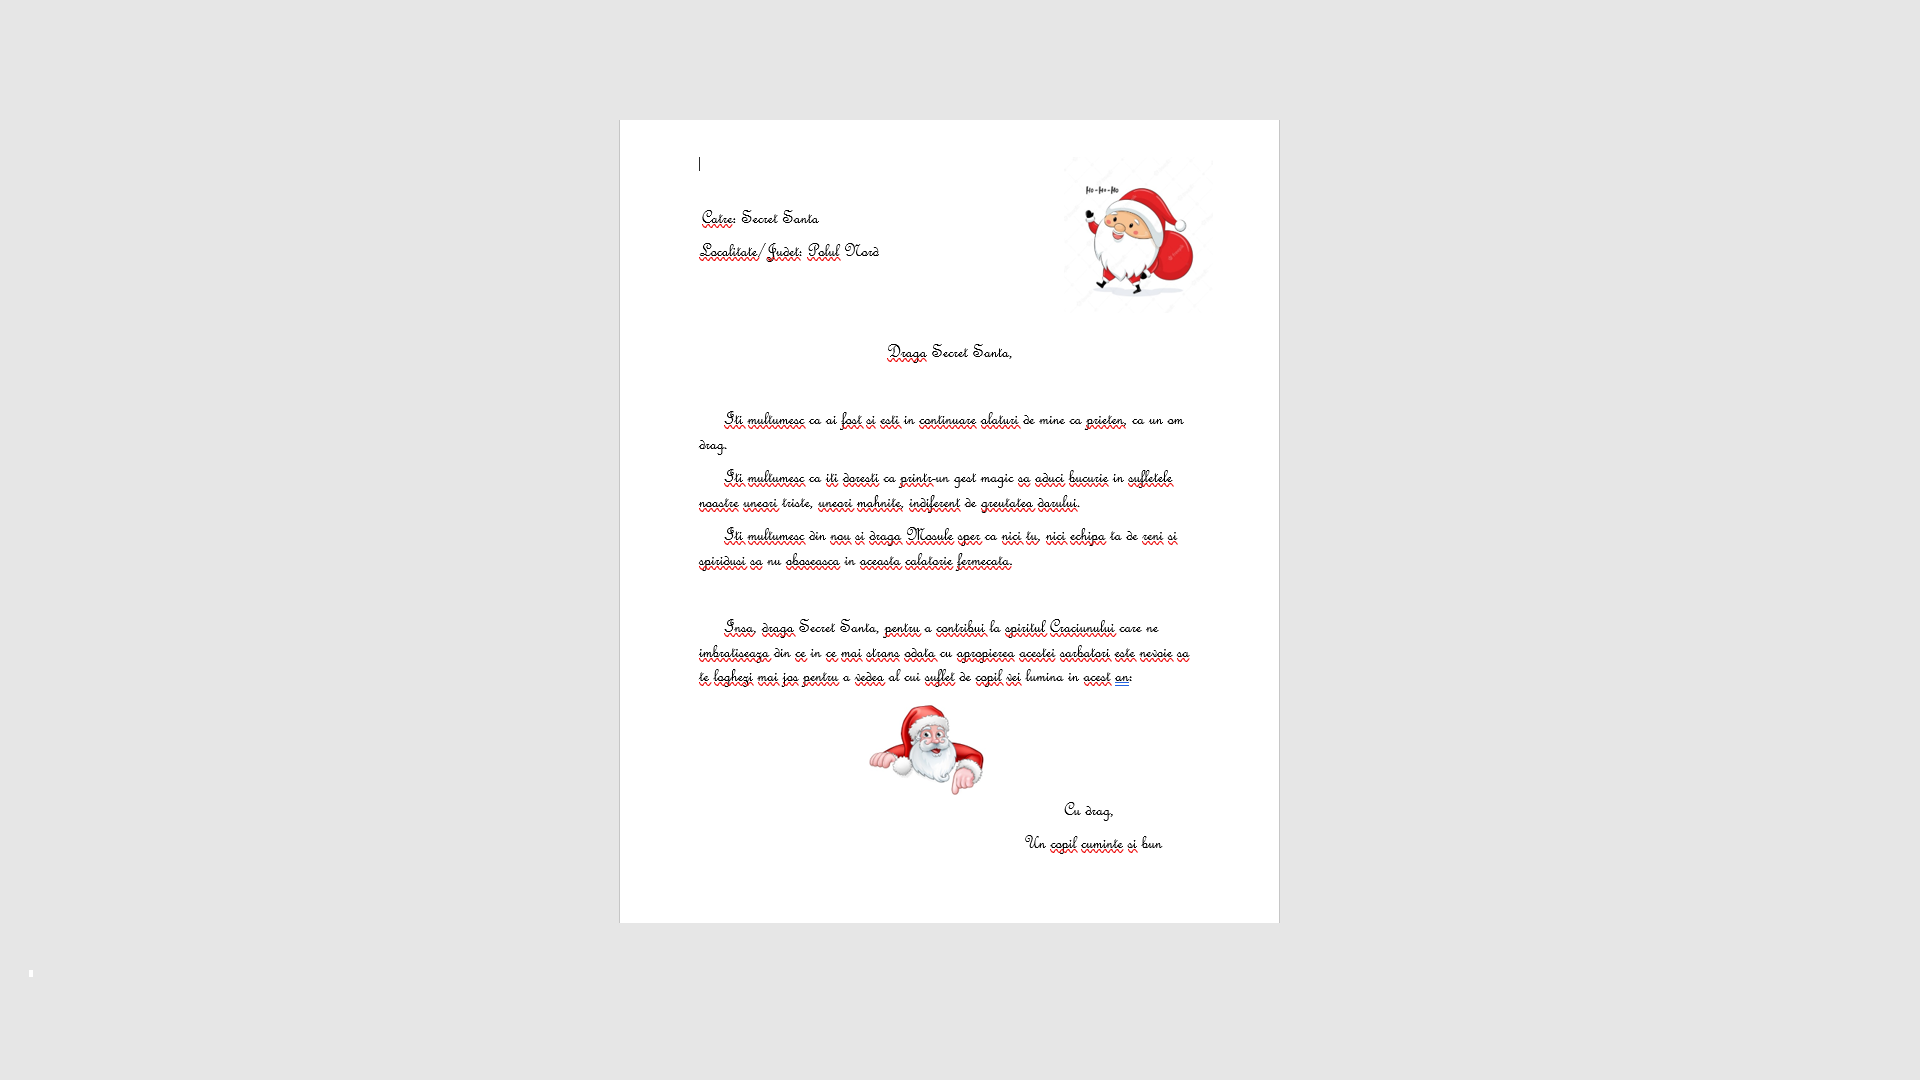 Ho-Ho-Ho
Catre: Secret Santa
Localitate/Judet: Polul Nord
Draga Secret Santa,
Iti multumesc ca ai fost si esti in continuare alaturi de mine ca prieten, ca un om
drag.
Iti multumesc ca iti doresti ca printr-un gest magic sa aduci bucurie in sufletele
noastre uneori triste, uneori mahnite, indiferent de greutatea darului.
Iti multumesc din nou si draga Mosule sper ca nici tu, nici echipa ta de reni si
spiridusi sa nu oboseasca in aceasta calatorie fermecata.
Insa, draga Secret Santa, pentru a contribui la spiritul Craciunului care ne
imbratiseaza din ce in ce mai strans odata cu apropierea acestei sarbatori este nevoie sa
te loghezi mai jos pentru a vedea al cui suflet de copil vei lumina in acest an:
Cu drag,
Un copil cuminte si bun